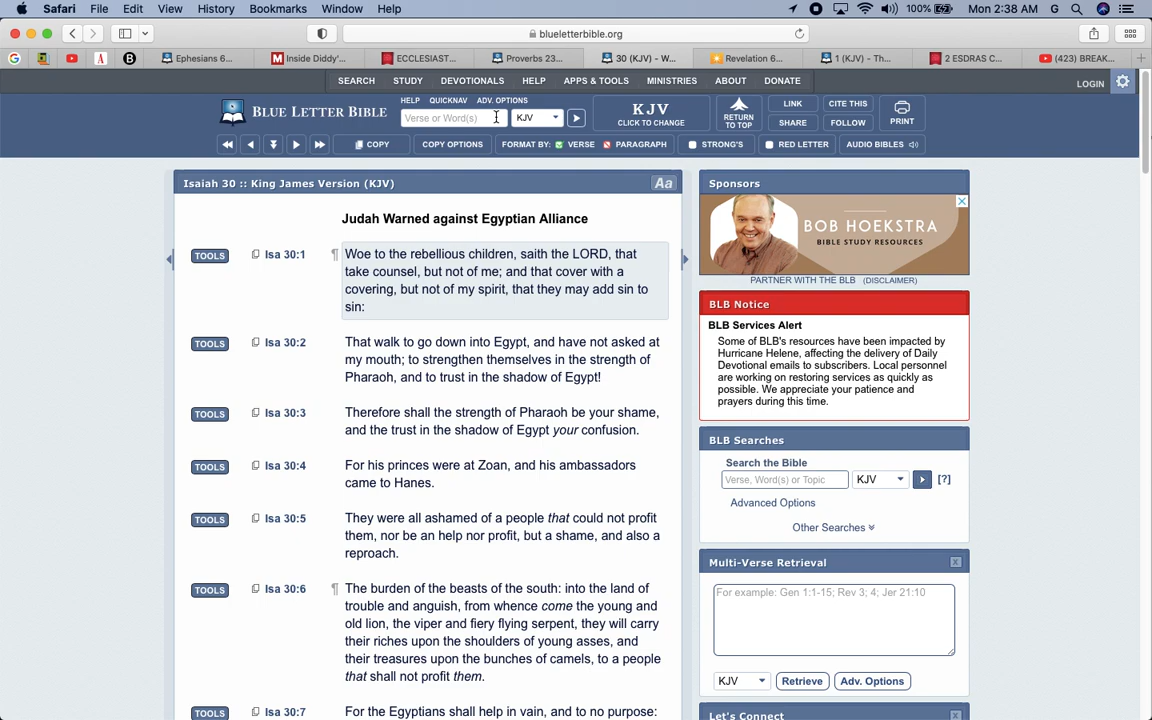 Safari File Edit View History Bookmarks Window Help 100% Mon 2:38 AM G
blueletterbible.org
Ephesians 6... Inside Diddy'... ECCLESIAST... Proverbs 23... 30 (KJV) - W... Revelation 6... 1 (KJV) - Th... 2 ESDRAS C... (423) BREAK...
SEARCH STUDY DEVOTIONALS HELP APPS & TOOLS MINISTRIES ABOUT DONATE LOGIN
HELP QUICKNAV ADV. OPTIONS
BLUE LETTER BIBLE
Verse or Word(s) KJV
KJV
CLICK TO CHANGE
RETURN
TO TOP
LINK CITE THIS
SHARE FOLLOW
PRINT
COPY COPY OPTIONS FORMAT BY: VERSE PARAGRAPH STRONG'S RED LETTER AUDIO BIBLES
Isaiah 30 :: King James Version (KJV) Aa
Judah Warned against Egyptian Alliance
TOOLS Isa 30:1 ¶ Woe to the rebellious children, saith the LORD, that
take counsel, but not of me; and that cover with a
covering, but not of my spirit, that they may add sin to
sin:
TOOLS Isa 30:2 That walk to go down into Egypt, and have not asked at
my mouth; to strengthen themselves in the strength of
Pharaoh, and to trust in the shadow of Egypt!
TOOLS Isa 30:3 Therefore shall the strength of Pharaoh be your shame,
and the trust in the shadow of Egypt your confusion.
TOOLS Isa 30:4 For his princes were at Zoan, and his ambassadors
came to Hanes.
TOOLS Isa 30:5 They were all ashamed of a people that could not profit
them, nor be an help nor profit, but a shame, and also a
reproach.
TOOLS Isa 30:6 ¶ The burden of the beasts of the south: into the land of
trouble and anguish, from whence come the young and
old lion, the viper and fiery flying serpent, they will carry
their riches upon the shoulders of young asses, and
their treasures upon the bunches of camels, to a people
that shall not profit them.
TOOLS Isa 30:7 For the Egyptians shall help in vain, and to no purpose:
Sponsors
BOB HOEKSTRA
BIBLE STUDY RESOURCES
PARTNER WITH THE BLB (DISCLAIMER)
BLB Notice
BLB Services Alert
Some of BLB's resources have been impacted by
Hurricane Helene, affecting the delivery of Daily
Devotional emails to subscribers. Local personnel
are working on restoring services as quickly as
possible. We appreciate your patience and
prayers during this time.
BLB Searches
Search the Bible
Verse, Word(s) or Topic KJV [?]
Advanced Options
Other Searches
Multi-Verse Retrieval X
For example: Gen 1:1-15; Rev 3; 4; Jer 21:10
KJV Retrieve Adv. Options
Let's Connect X